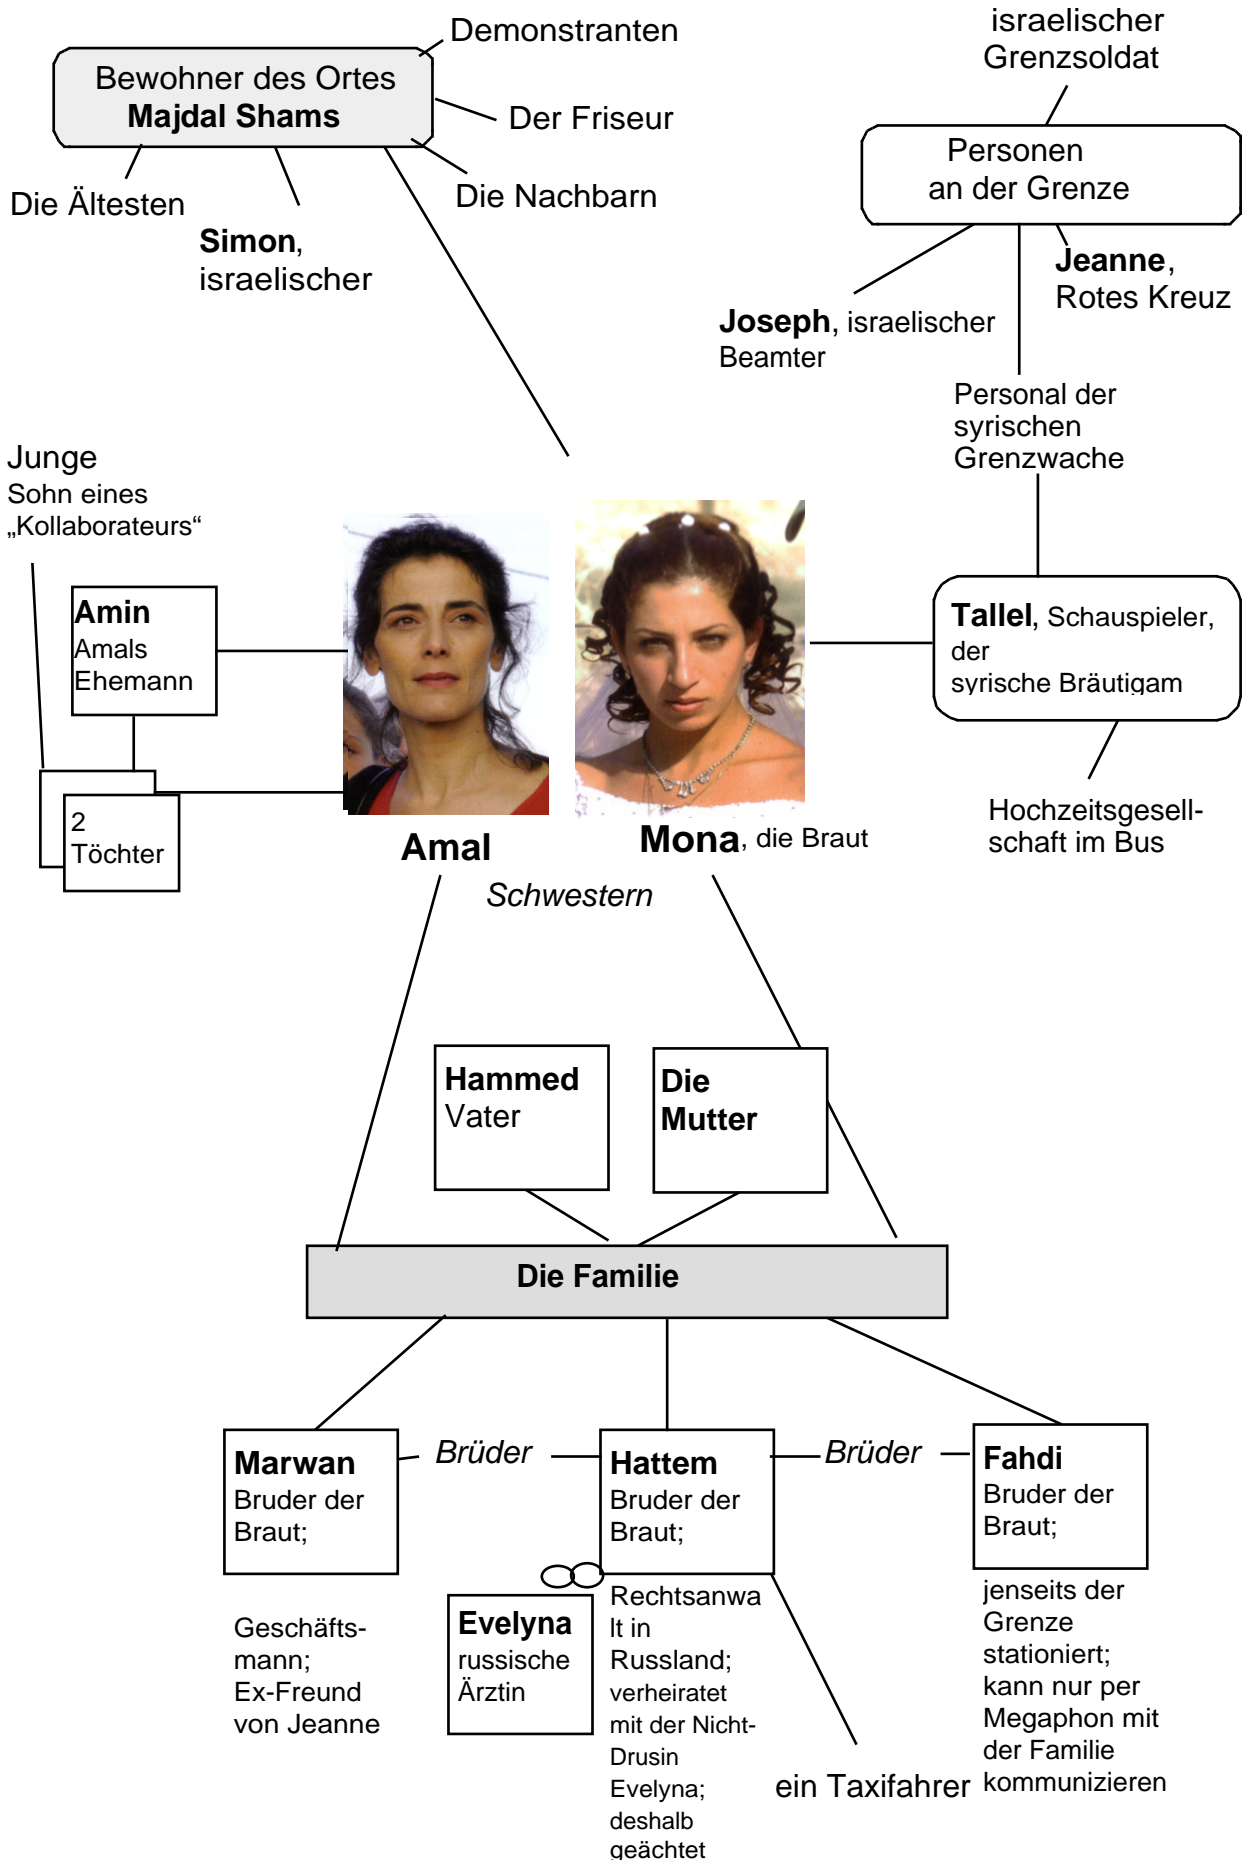 Demonstranten
israelischer
Grenzsoldat
Bewohner des Ortes
Majdal Shams
Der Friseur
Personen
an der Grenze
Die Ältesten
Die Nachbarn
Simon,
israelischer
Jeanne,
Rotes Kreuz
Joseph, israelischer
Beamter
Personal der
syrischen
Grenzwache
Junge
Sohn eines
„Kollaborateurs“
Amin
Amals
Ehemann
Tallel, Schauspieler,
der
syrische Bräutigam
2
Töchter
Hochzeitsgesell-
schaft im Bus
Amal
Mona, die Braut
Schwestern
Hammed
Vater
Die
Mutter
Die Familie
Marwan
Bruder der
Braut;
Geschäfts-
mann;
Ex-Freund
von Jeanne
Brüder
Hattem
Bruder der
Braut;
Rechtsanwa
lt in
Russland;
verheiratet
mit der Nicht-
Drusin
Evelyna;
deshalb
geächtet
Brüder
Fahdi
Bruder der
Braut;
jenseits der
Grenze
stationiert;
kann nur per
Megaphon mit
der Familie
kommunizieren
Evelyna
russische
Ärztin
ein Taxifahrer